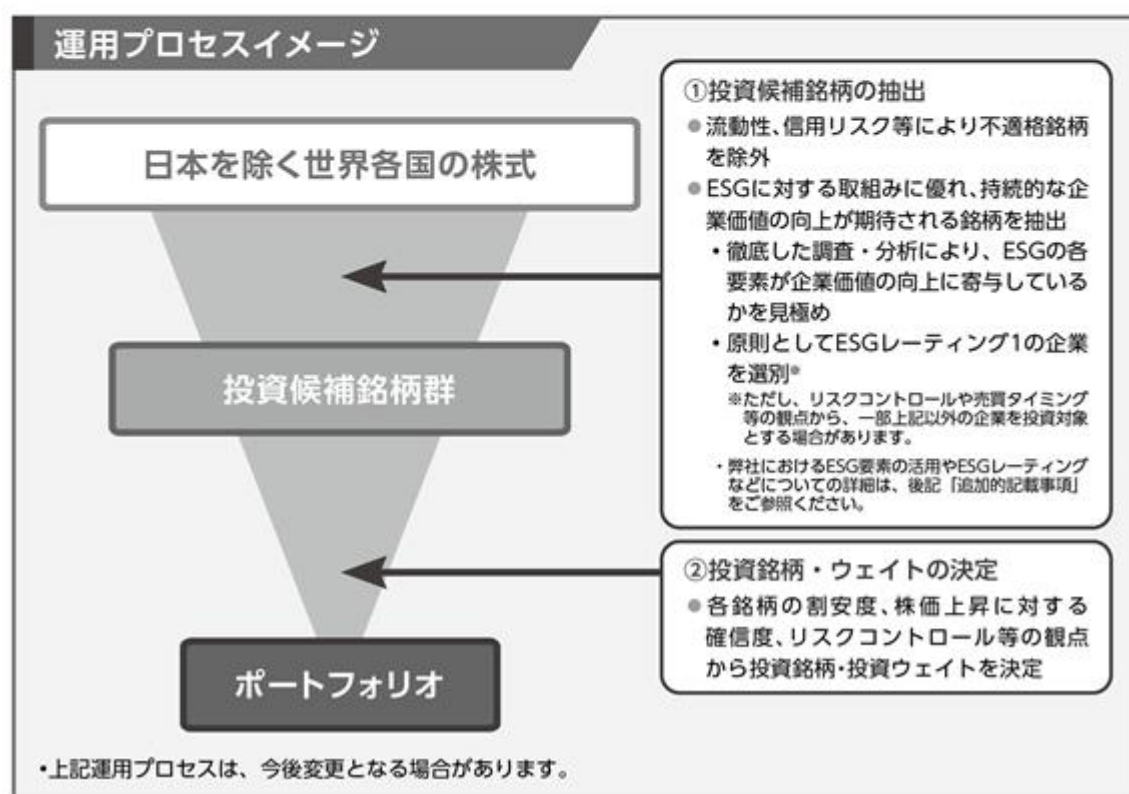 運用プロセスイメージ
日本を除く世界各国の株式
投資候補銘柄群
ポートフォリオ
①投資候補銘柄の抽出
●流動性、信用リスク等により不適格銘柄
を除外
●ESGに対する取組みに優れ、持続的な企
業価値の向上が期待される銘柄を抽出
・徹底した調査・分析により、ESGの各
要素が企業価値の向上に寄与している
かを見極め
・原則としてESGレーティング1の企業
を選別※
※ただし、リスクコントロールや売買タイミング
等の観点から、一部上記以外の企業を投資対象
とする場合があります。
・弊社におけるESG要素の活用やESGレーティング
などについての詳細は、後記「追加的記載事項」
をご参照ください。
②投資銘柄・ウェイトの決定
●各銘柄の割安度、株価上昇に対する
確信度、リスクコントロール等の観点
から投資銘柄・投資ウェイトを決定
•上記運用プロセスは、今後変更となる場合があります。